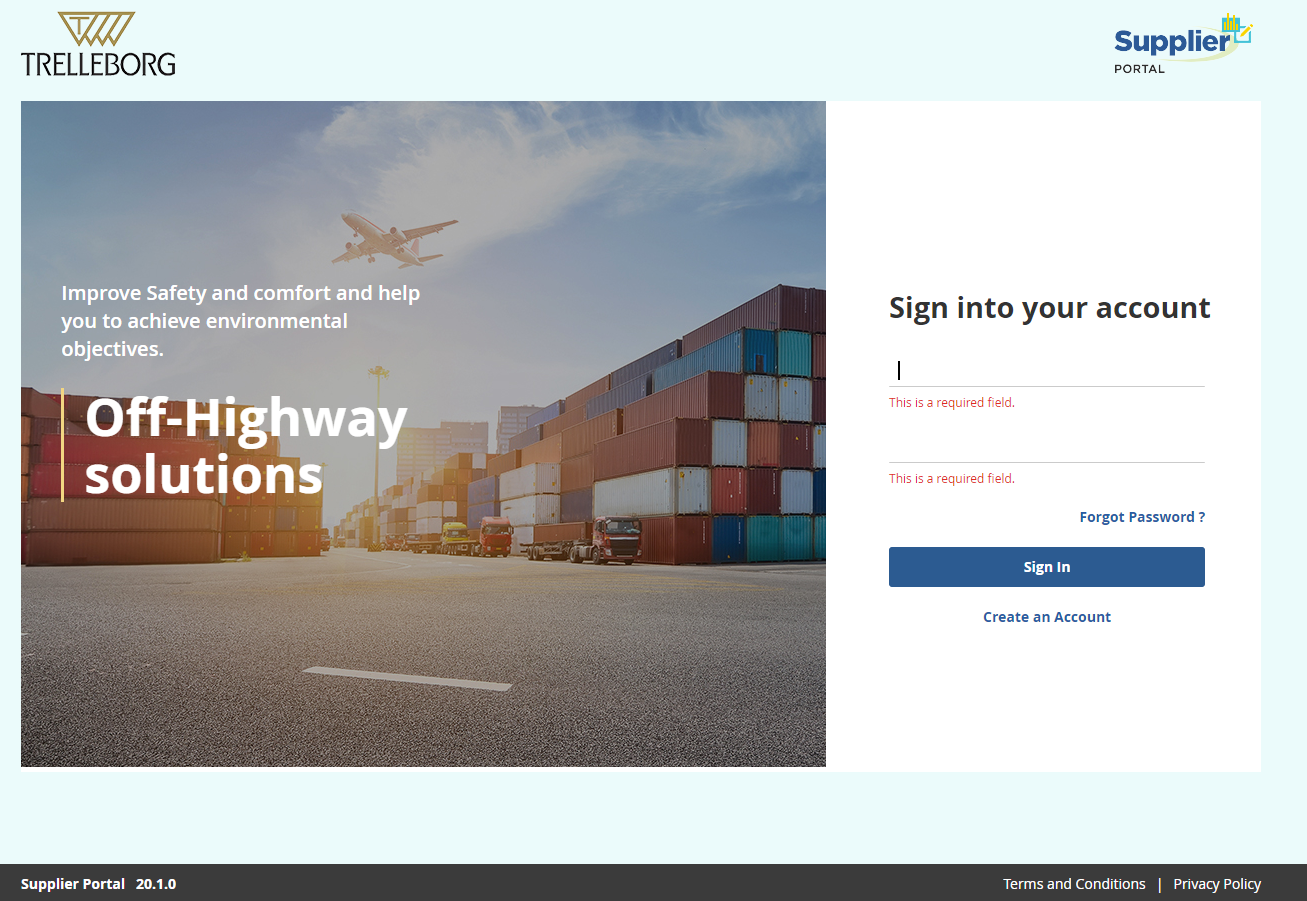 TRELLEBORG
Supplier
PORTAL
Improve Safety and comfort and help
you to achieve environmental
objectives.
Off-Highway
solutions
Sign into your account
This is a required field.
This is a required field.
Forgot Password ?
Sign In
Create an Account
Supplier Portal 20.1.0
Terms and Conditions | Privacy Policy